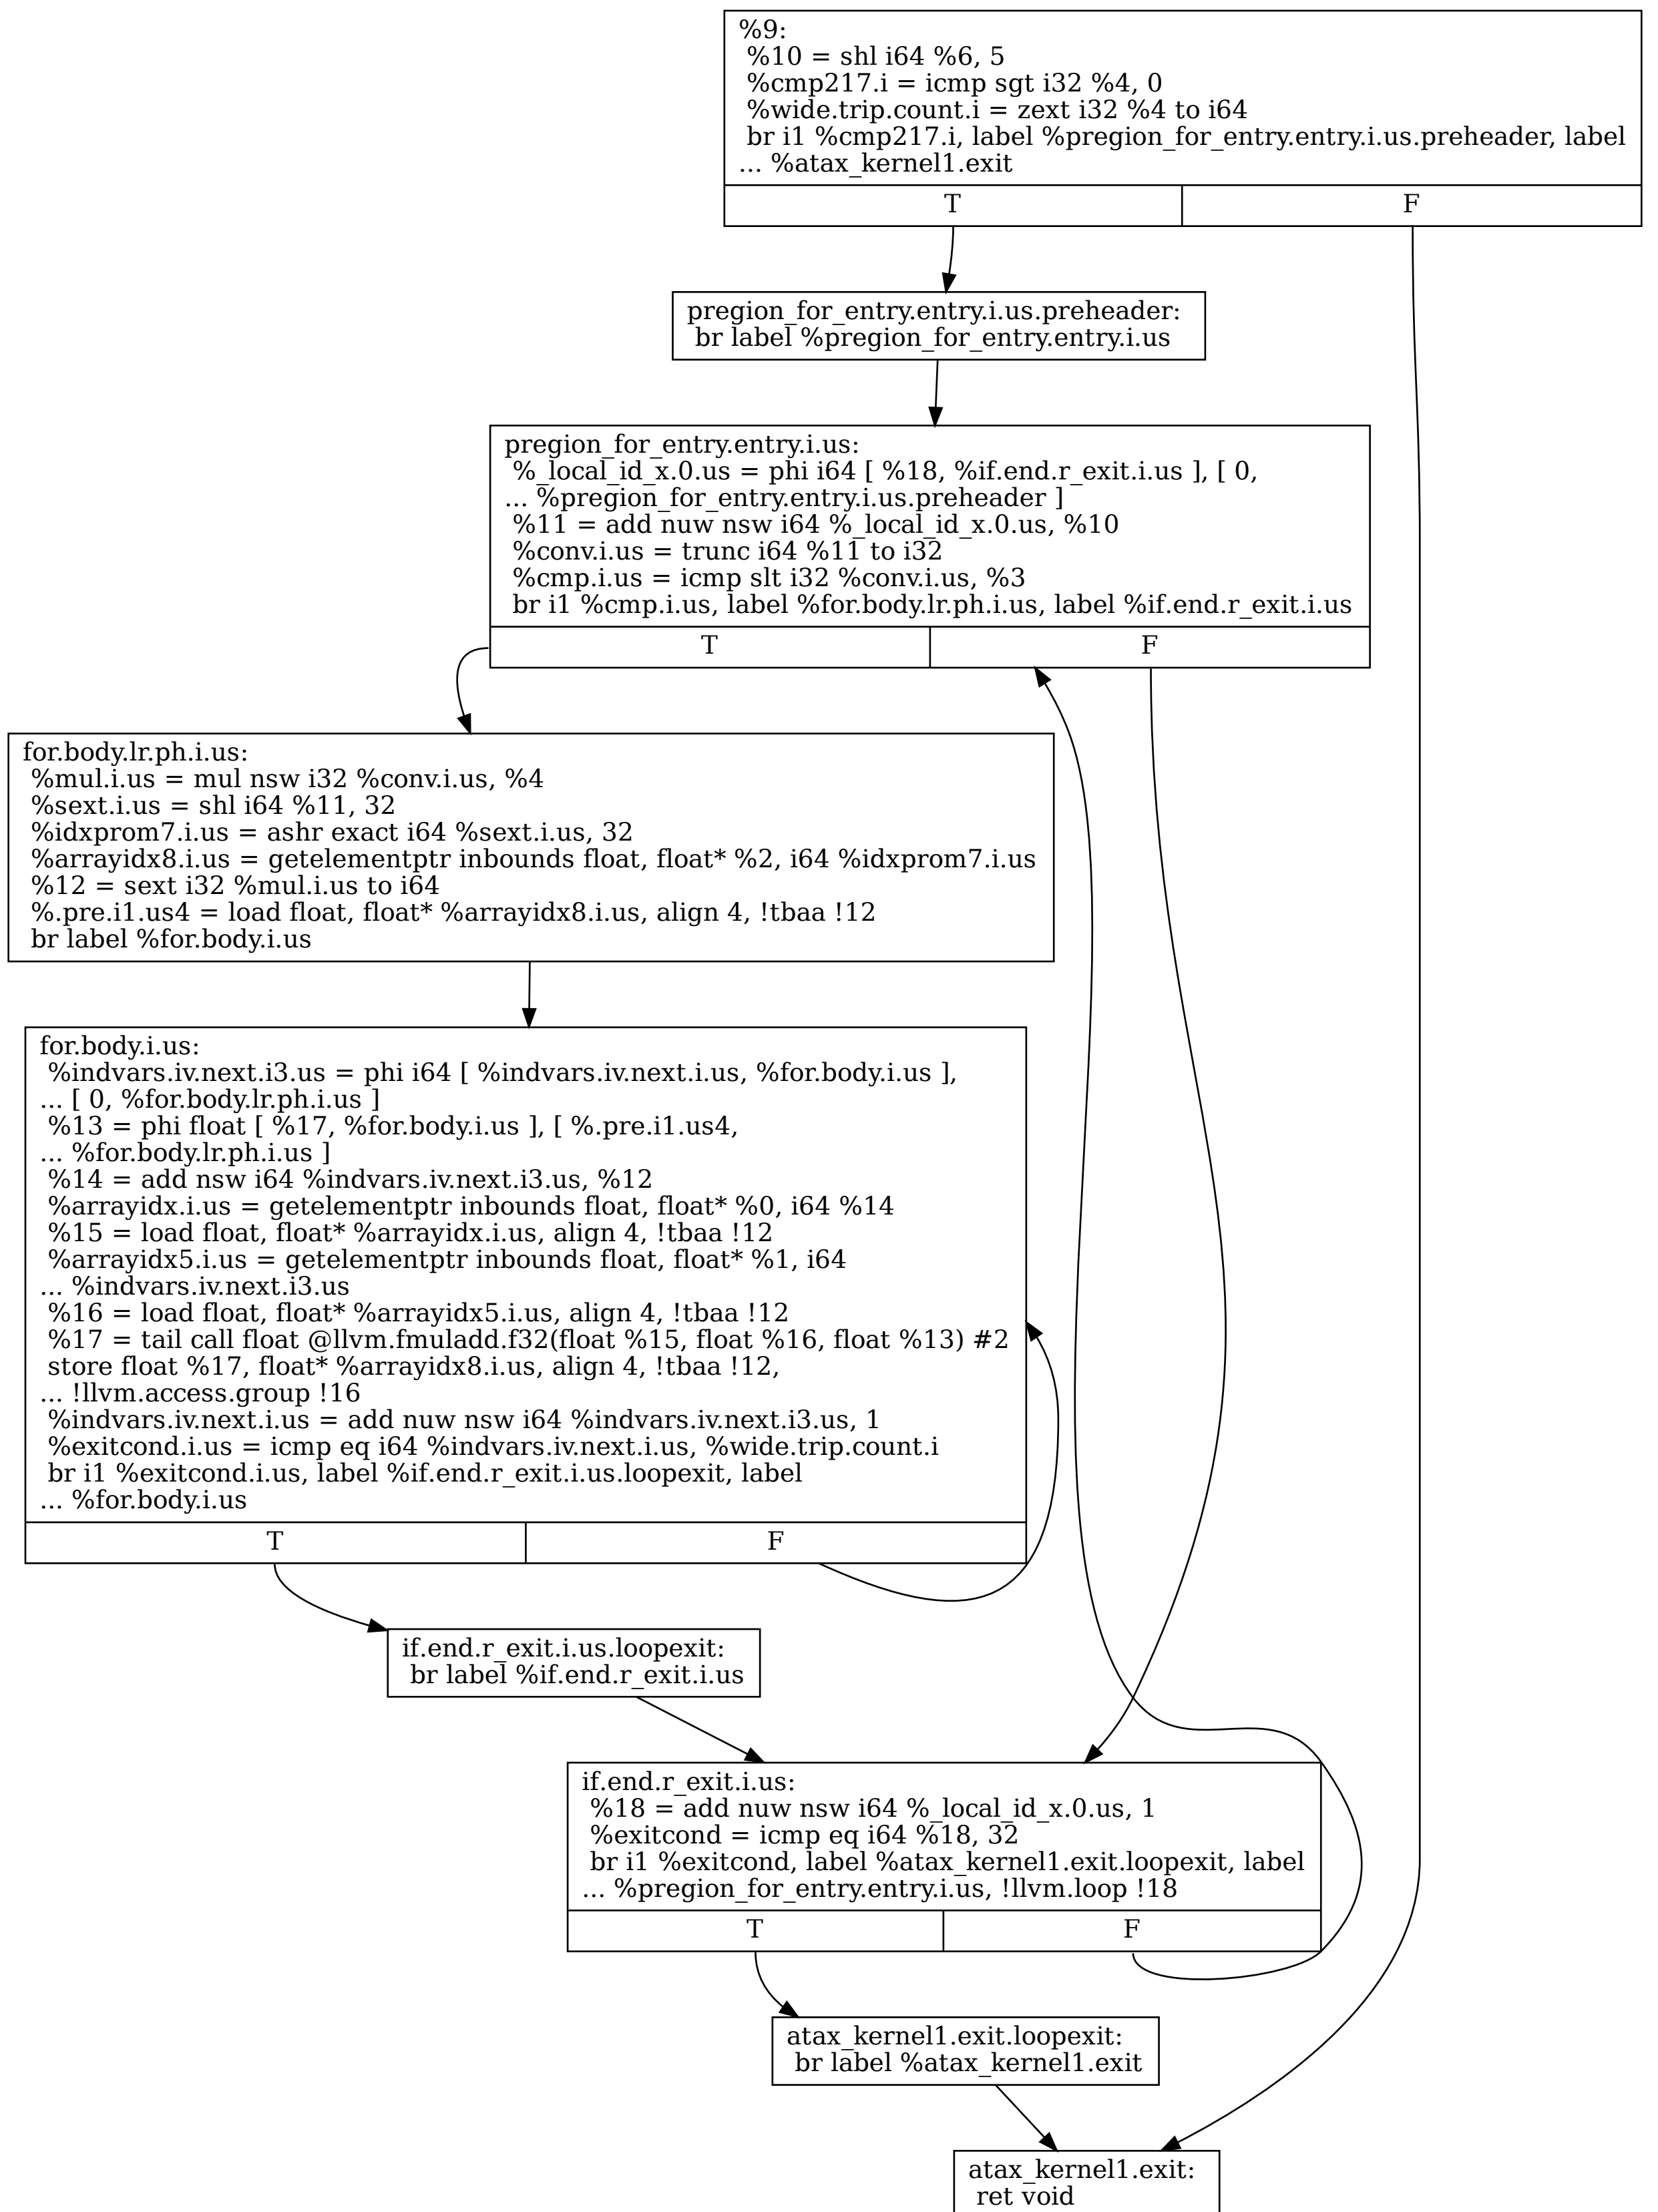 %9:
%10 = shl i64 %6, 5
%cmp217.i = icmp sgt i32 %4, 0
%wide.trip.count.i = zext i32 %4 to i64
br i1 %cmp217.i, label %pregion_for_entry.entry.i.us.preheader, label
... %atax_kernel1.exit
T
F
pregion_for_entry.entry.i.us.preheader:
br label %pregion_for_entry.entry.i.us
pregion_for_entry.entry.i.us:
%_local_id_x.0.us = phi i64 [ %18, %if.end.r_exit.i.us ], [ 0,
... %pregion_for_entry.entry.i.us.preheader ]
%11 = add nuw nsw i64 %_local_id_x.0.us, %10
%conv.i.us = trunc i64 %11 to i32
%cmp.i.us = icmp slt i32 %conv.i.us, %3
br i1 %cmp.i.us, label %for.body.lr.ph.i.us, label %if.end.r_exit.i.us
T
F
for.body.lr.ph.i.us:
%mul.i.us = mul nsw i32 %conv.i.us, %4
%sext.i.us = shl i64 %11, 32
%idxprom7.i.us = ashr exact i64 %sext.i.us, 32
%arrayidx8.i.us = getelementptr inbounds float, float* %2, i64 %idxprom7.i.us
%12 = sext i32 %mul.i.us to i64
%.pre.i1.us4 = load float, float* %arrayidx8.i.us, align 4, !tbaa !12
br label %for.body.i.us
for.body.i.us:
%indvars.iv.next.i3.us = phi i64 [ %indvars.iv.next.i.us, %for.body.i.us ],
... [ 0, %for.body.lr.ph.i.us ]
%13 = phi float [ %17, %for.body.i.us ], [ %.pre.i1.us4,
... %for.body.lr.ph.i.us ]
%14 = add nsw i64 %indvars.iv.next.i3.us, %12
%arrayidx.i.us = getelementptr inbounds float, float* %0, i64 %14
%15 = load float, float* %arrayidx.i.us, align 4, !tbaa !12
%arrayidx5.i.us = getelementptr inbounds float, float* %1, i64
... %indvars.iv.next.i3.us
%16 = load float, float* %arrayidx5.i.us, align 4, !tbaa !12
%17 = tail call float @llvm.fmuladd.f32(float %15, float %16, float %13) #2
store float %17, float* %arrayidx8.i.us, align 4, !tbaa !12,
... !llvm.access.group !16
%indvars.iv.next.i.us = add nuw nsw i64 %indvars.iv.next.i3.us, 1
%exitcond.i.us = icmp eq i64 %indvars.iv.next.i.us, %wide.trip.count.i
br i1 %exitcond.i.us, label %if.end.r_exit.i.us.loopexit, label
... %for.body.i.us
T
F
if.end.r_exit.i.us.loopexit:
br label %if.end.r_exit.i.us
if.end.r_exit.i.us:
%18 = add nuw nsw i64 %_local_id_x.0.us, 1
%exitcond = icmp eq i64 %18, 32
br i1 %exitcond, label %atax_kernel1.exit.loopexit, label
... %pregion_for_entry.entry.i.us, !llvm.loop !18
T
F
atax_kernel1.exit.loopexit:
br label %atax_kernel1.exit
atax_kernel1.exit:
ret void